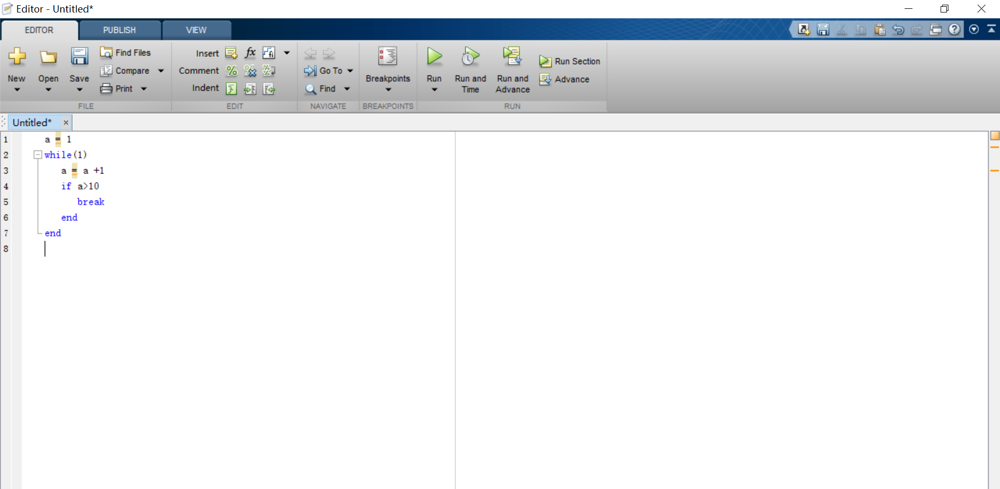 Editor - Untitled*
EDITOR PUBLISH VIEW
New
Open
Save
Find Files
Compare
Print
FILE
Insert fx fi
Comment
Indent
EDIT
Go To
Find
NAVIGATE
Breakpoints
BREAKPOINTS
Run
Run and
Time
Run and
Advance
Run Section
Advance
RUN
Untitled* ×
1 a = 1
2 while(1)
3 a = a +1
4 if a>10
5 break
6 end
7 end
8